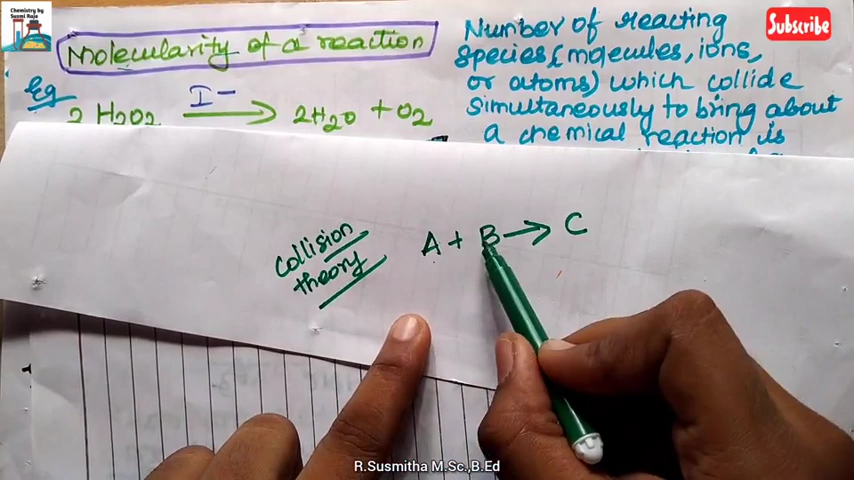 Chemistry by
Susmi Raja
Molecularity of a reaction
Eg
2 H2O2 I- → 2H2O + O2
Number of reacting
species (molecules, ions,
or atoms) which collide
simultaneously to bring about
a chemical reaction is
Subscribe
Collision
theory
A + B → C
R.Susmitha M.Sc.,B.Ed